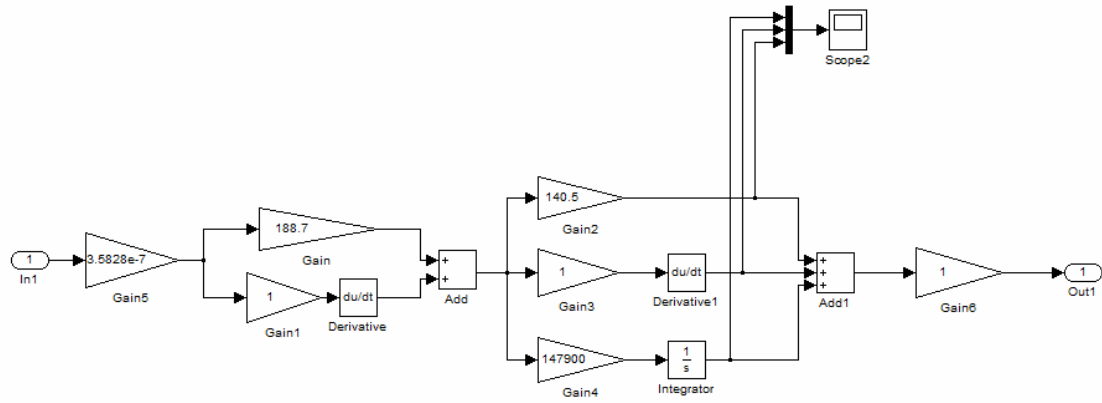 Scope2
140.5
Gain2
188.7
Gain
1
In1
3.5828e-7
Gain5
+
+
Add
1
Gain1
du/dt
Derivative
1
Gain3
du/dt
Derivative1
+
+
+
Add1
1
Gain6
1
Out1
147900
Gain4
1
s
Integrator